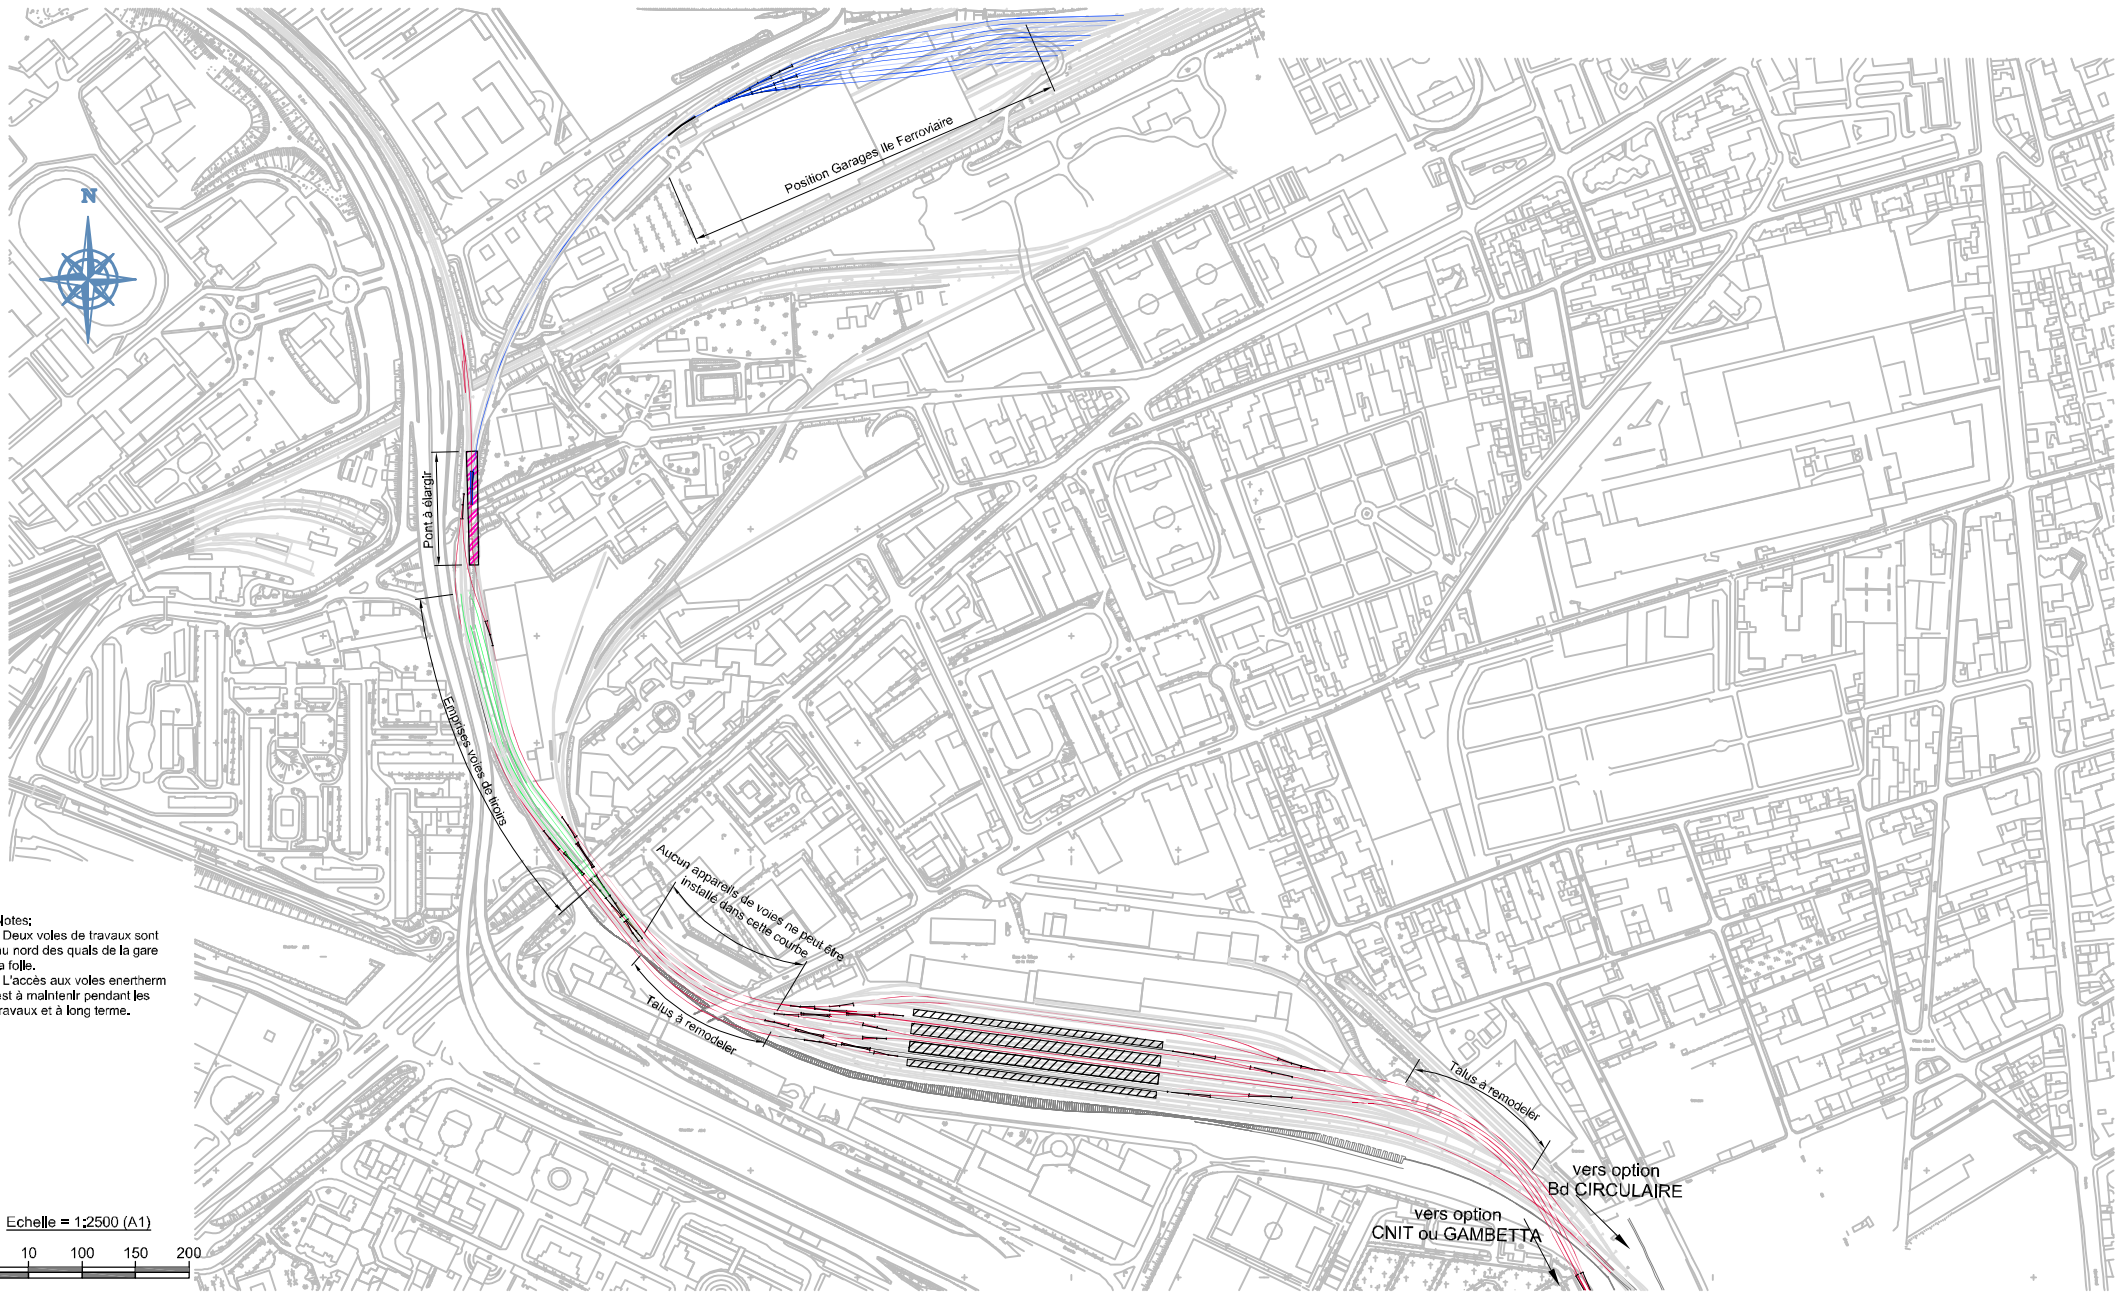 N
Position Garages Ile Ferroviaire
Pont à élargir
Emprises voies de tiroirs
Aucun appareils de voies ne peut être
installé dans cette courbe
Talus à remodeler
Talus à remodeler
vers option
Bd CIRCULAIRE
vers option
CNIT ou GAMBETTA
lotes;
Deux voies de travaux sont
au nord des quais de la gare
a folle.
L'accès aux voies enertherm
est à maintenir pendant les
ravaux et à long terme.
Echelle = 1:2500 (A1)
10 100 150 200